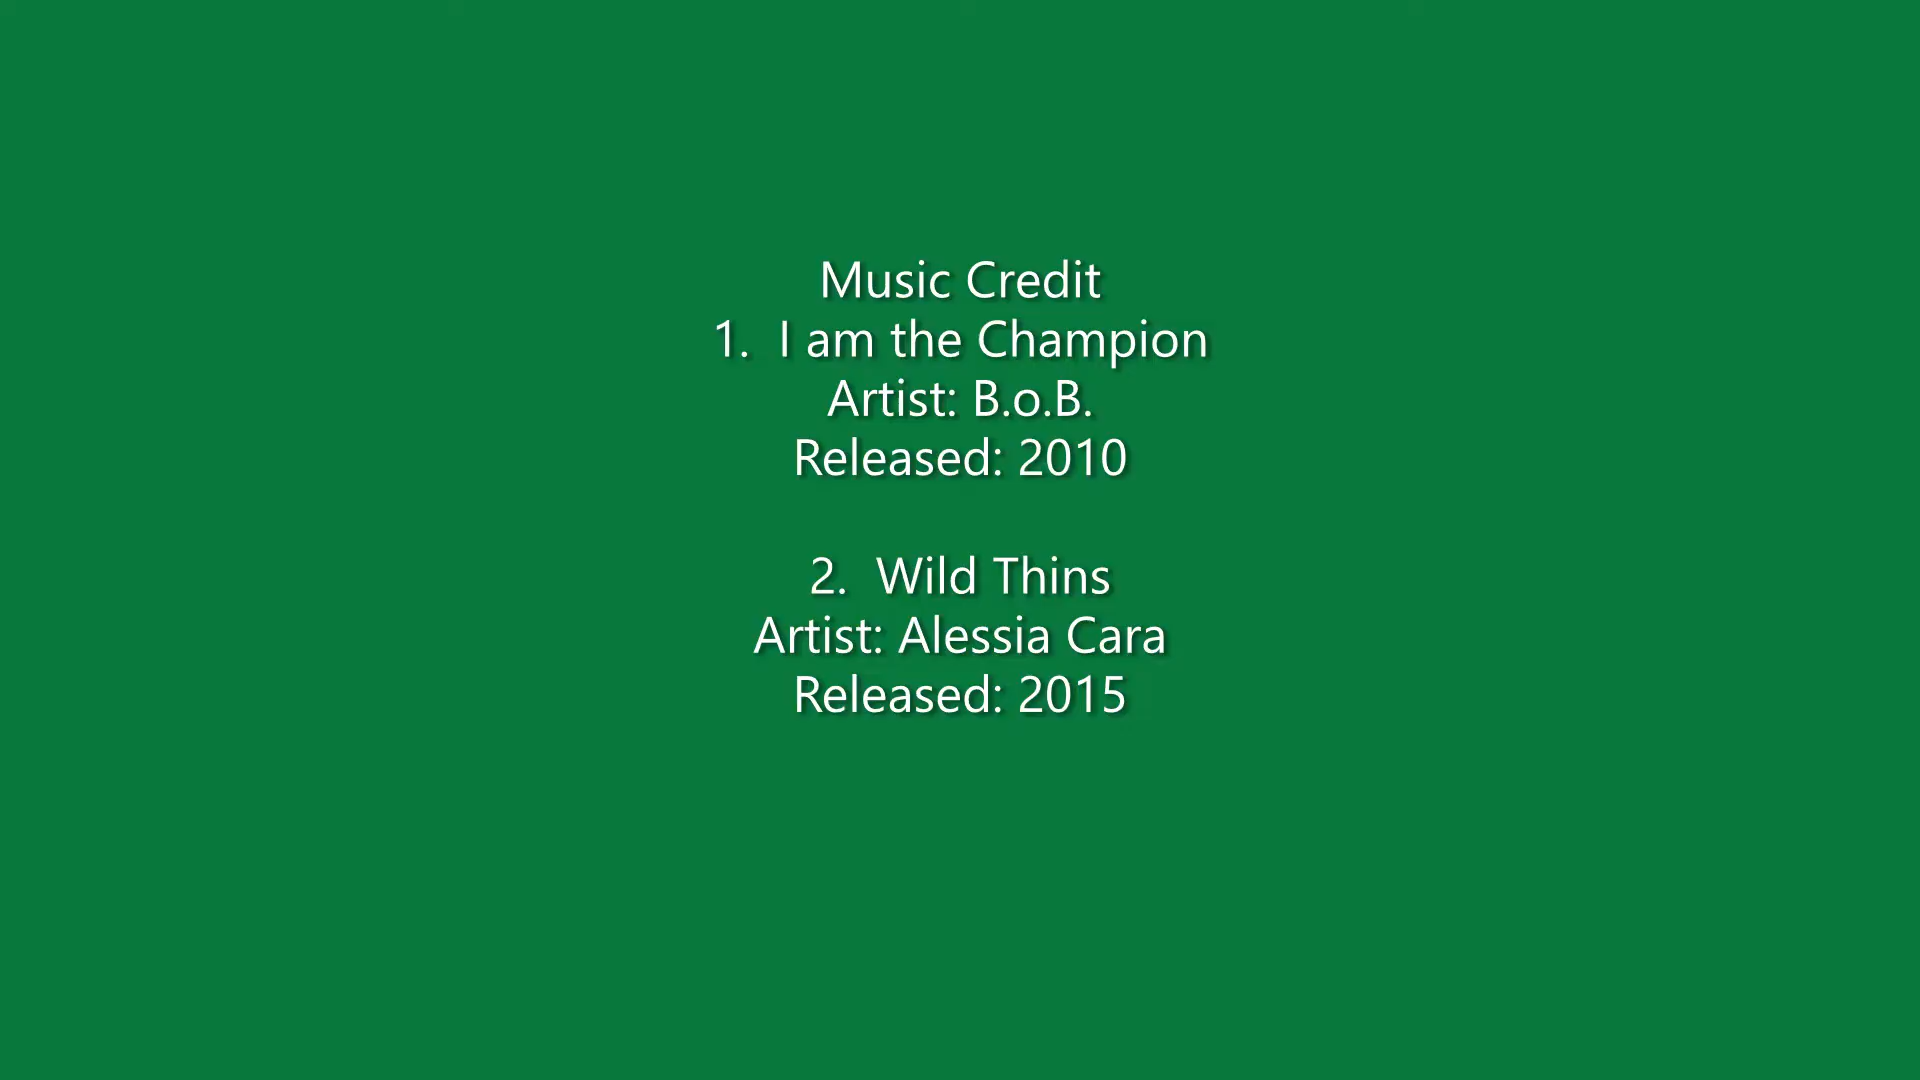 Music Credit
1.  I am the Champion
Artist: B.o.B.
Released: 2010
2.  Wild Thins
Artist: Alessia Cara
Released: 2015